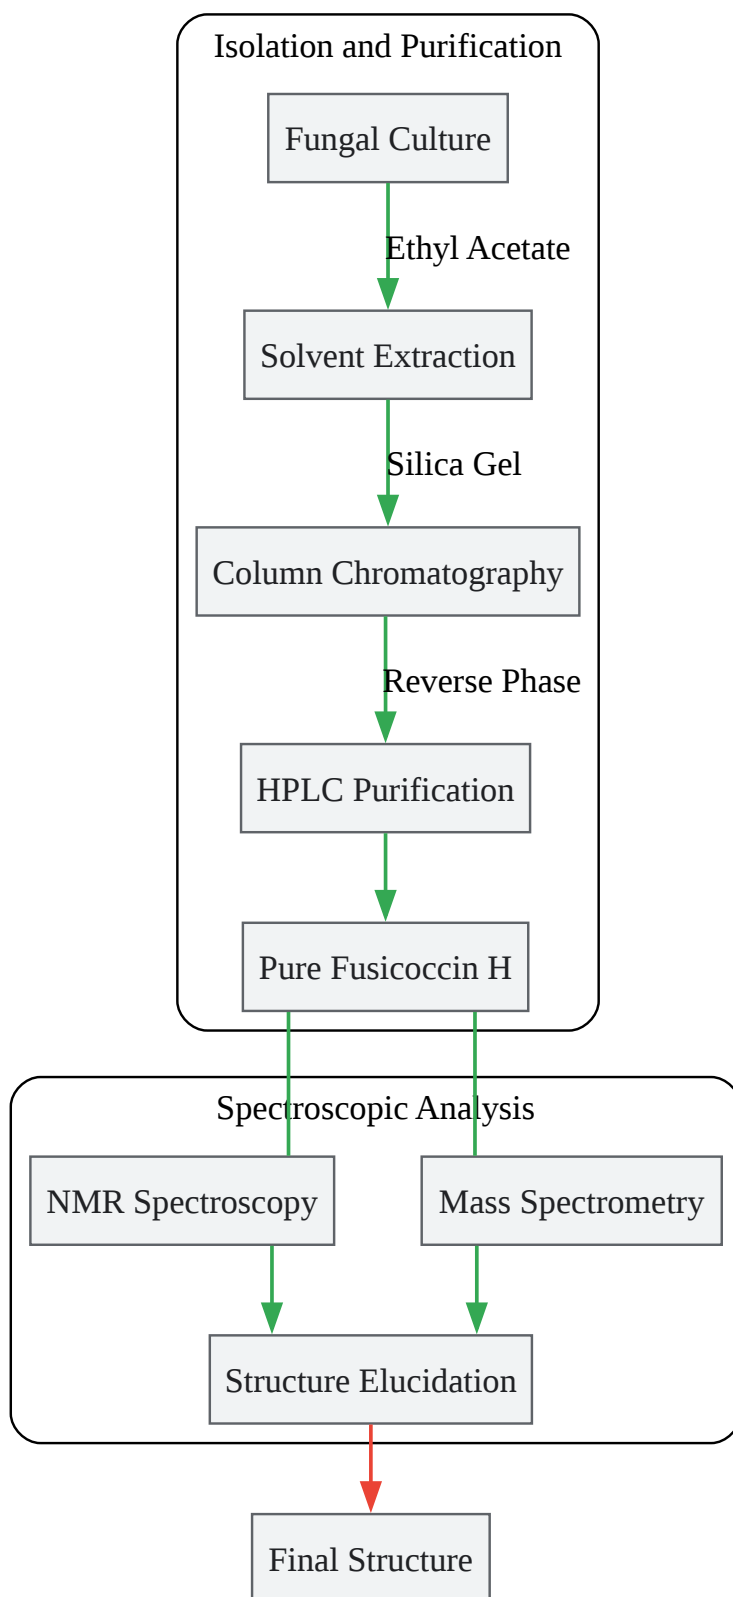 Isolation and Purification
Fungal Culture
Ethyl Acetate
Solvent Extraction
Silica Gel
Column Chromatography
Reverse Phase
HPLC Purification
Pure Fusicoccin H
Spectroscopic Analysis
NMR Spectroscopy
Mass Spectrometry
Structure Elucidation
Final Structure